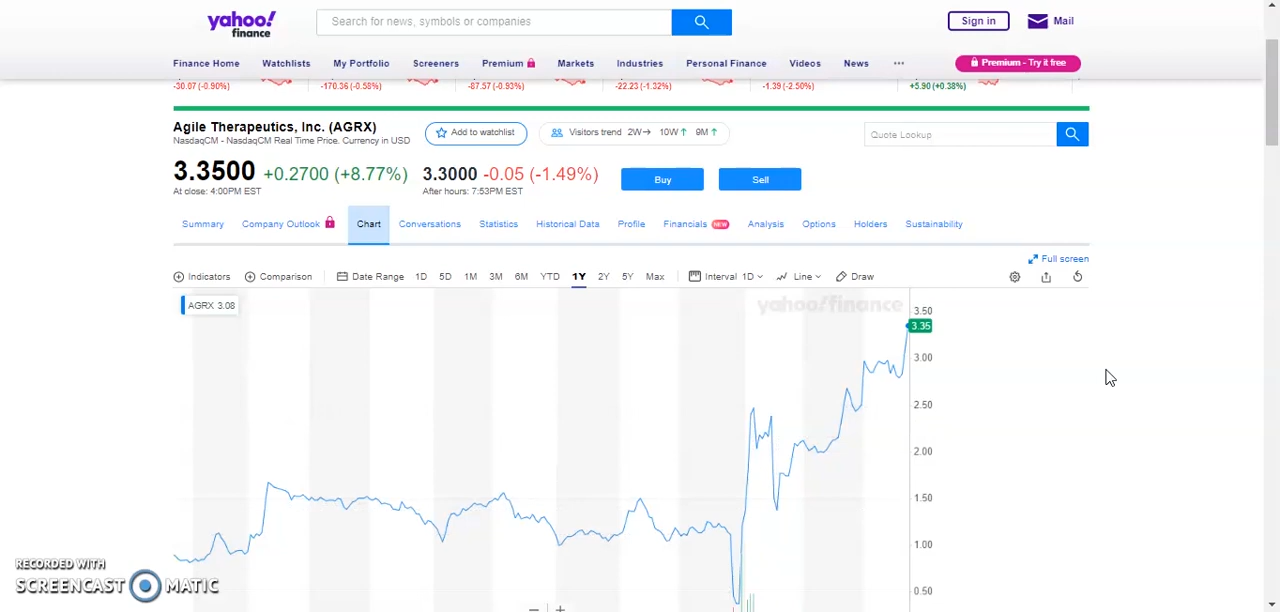 yahoo!
finance
Search for news, symbols or companies
Sign in
Mail
Finance Home Watchlists My Portfolio Screeners Premium Markets Industries Personal Finance Videos News ...
Premium - Try it free
-30.07 (-0.90%) -170.36 (-0.58%) -87.57 (-0.93%) -22.23 (-1.32%) -1.39 (-2.50%) +5.90 (+0.38%)
Agile Therapeutics, Inc. (AGRX)
NasdaqCM - NasdaqCM Real Time Price. Currency in USD
Add to watchlist
Visitors trend 2W→ 10W↑ 9M↑
Quote Lookup
3.3500 +0.2700 (+8.77%)
At close: 4:00PM EST
3.3000 -0.05 (-1.49%)
After hours: 7:53PM EST
Buy
Sell
Summary Company Outlook Chart Conversations Statistics Historical Data Profile Financials NEW Analysis Options Holders Sustainability
Full screen
Indicators Comparison Date Range 1D 5D 1M 3M 6M YTD 1Y 2Y 5Y Max Interval 1D Line Draw
AGRX 3.08
yahoo!finance
3.50
3.35
3.00
2.50
2.00
1.50
1.00
0.50
RECORDED WITH
SCREENCAST MATIC